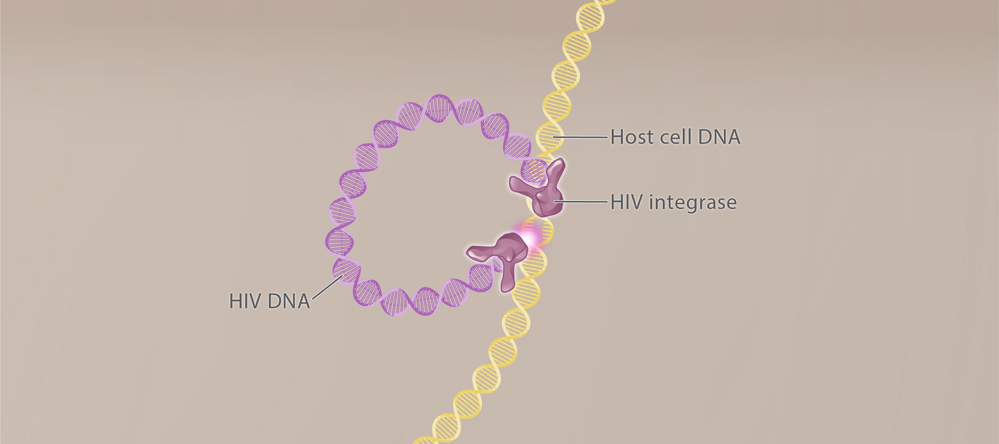 Host cell DNA
HIV integrase
HIV DNA